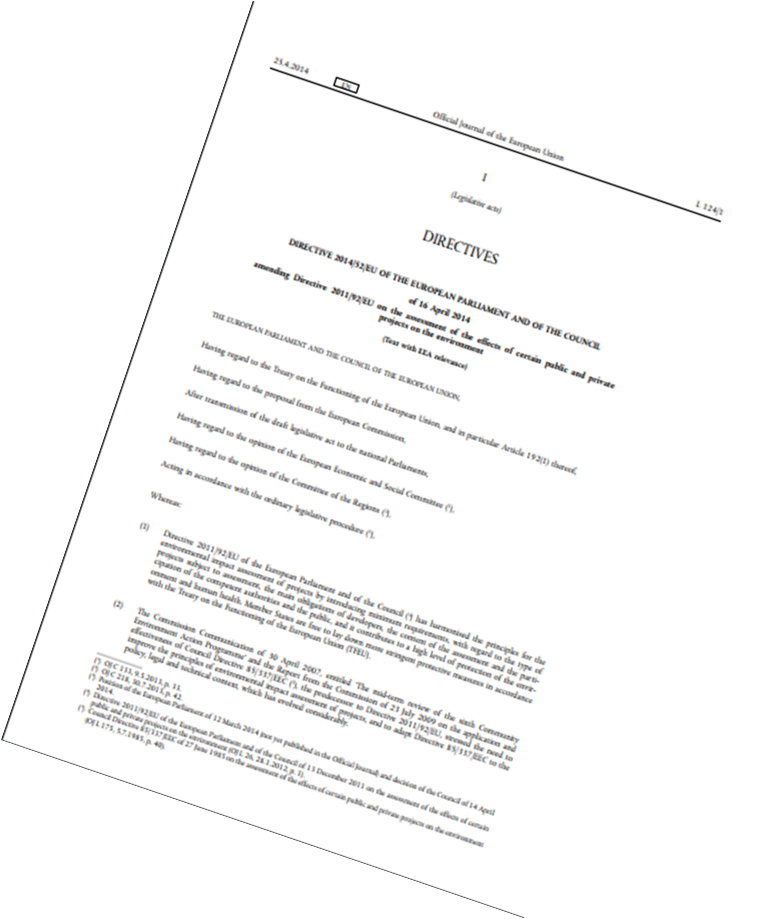 25.4.2014
EN
Official Journal of the European Union
L 124/1
I
(Legislative acts)
DIRECTIVES
DIRECTIVE 2014/52/EU OF THE EUROPEAN PARLIAMENT AND OF THE COUNCIL
of 16 April 2014
amending Directive 2011/92/EU on the assessment of the effects of certain public and private
projects on the environment
(Text with EEA relevance)
THE EUROPEAN PARLIAMENT AND THE COUNCIL OF THE EUROPEAN UNION,
Having regard to the Treaty on the Functioning of the European Union, and in particular Article 192(1) thereof,
Having regard to the proposal from the European Commission,
After transmission of the draft legislative act to the national Parliaments,
Having regard to the opinion of the European Economic and Social Committee (¹),
Having regard to the opinion of the Committee of the Regions (²),
Acting in accordance with the ordinary legislative procedure (³),
Whereas:
(1) Directive 2011/92/EU of the European Parliament and of the Council (⁴) has harmonised the principles for the
environmental impact assessment of projects by introducing minimum requirements, with regard to the type of
projects subject to assessment, the main obligations of developers, the content of the assessment and the parti-
cipation of the competent authorities and the public, and it contributes to a high level of protection of the envir-
onment and human health. Member States are free to lay down more stringent protective measures in accordance
with the Treaty on the Functioning of the European Union (TFEU).
(2) The Commission Communication of 30 April 2007, entitled ‘The mid-term review of the sixth Community
Environment Action Programme’ and the Report from the Commission of 23 July 2009 on the application and
effectiveness of Council Directive 85/337/EEC (⁵), the predecessor to Directive 2011/92/EU, stressed the need to
improve the principles of environmental impact assessment of projects, and to adapt Directive 85/337/EEC to the
policy, legal and technical context, which has evolved considerably.
(¹) OJ C 133, 9.5.2013, p. 33.
(²) OJ C 218, 30.7.2013, p. 42.
(³) Position of the European Parliament of 12 March 2014 (not yet published in the Official Journal) and decision of the Council of 14 April
2014.
(⁴) Directive 2011/92/EU of the European Parliament and of the Council of 13 December 2011 on the assessment of the effects of certain
public and private projects on the environment (OJ L 26, 28.1.2012, p. 1).
(⁵) Council Directive 85/337/EEC of 27 June 1985 on the assessment of the effects of certain public and private projects on the environment
(OJ L 175, 5.7.1985, p. 40).